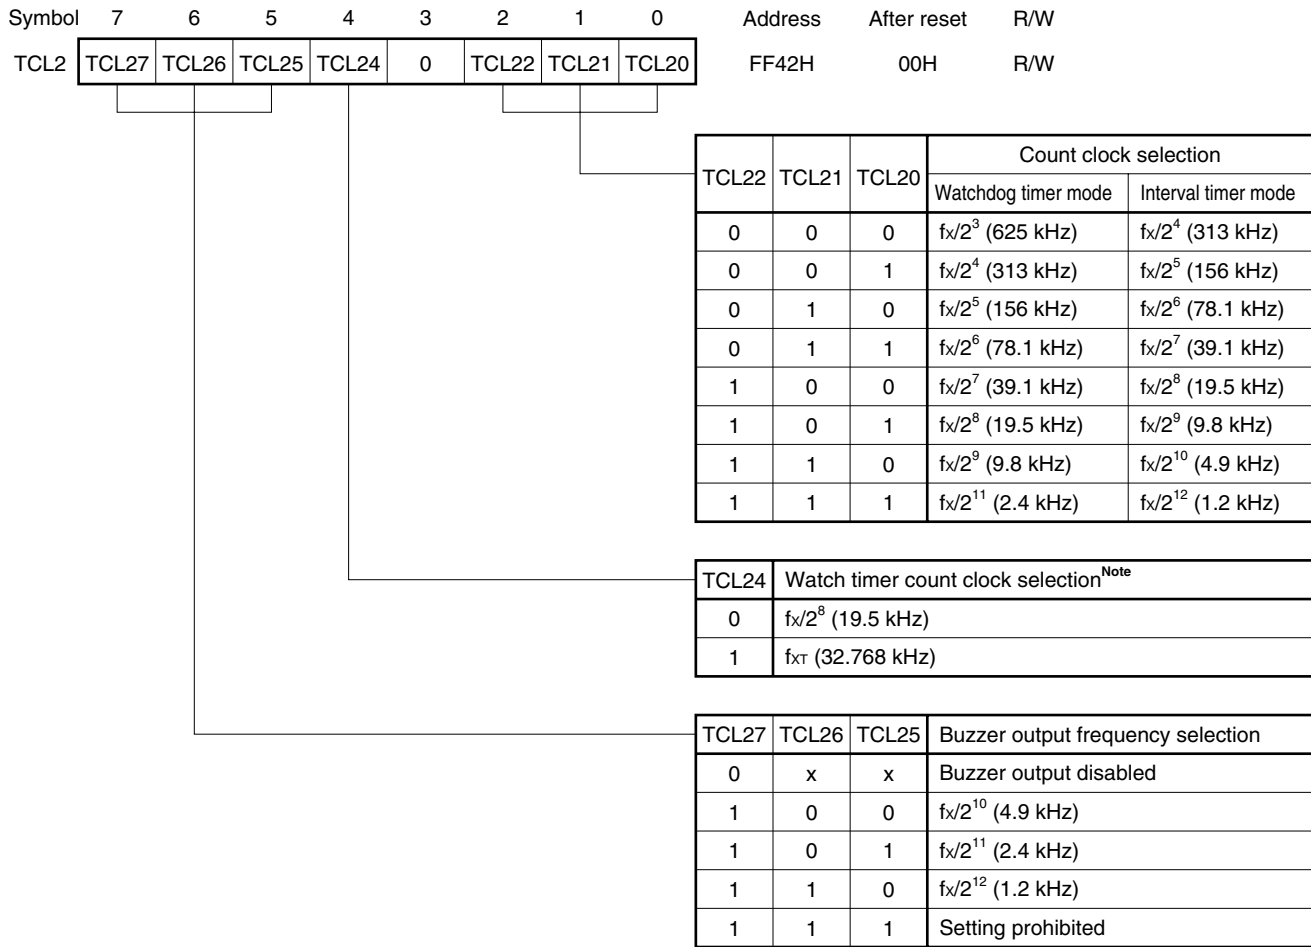 Symbol 7 6 5 4 3 2 1 0 Address After reset R/W
TCL2 TCL27 TCL26 TCL25 TCL24 0 TCL22 TCL21 TCL20 FF42H 00H R/W
TCL22 TCL21 TCL20 Count clock selection
Watchdog timer mode Interval timer mode
0 0 0 fX/2³ (625 kHz) fX/2⁴ (313 kHz)
0 0 1 fX/2⁴ (313 kHz) fX/2⁵ (156 kHz)
0 1 0 fX/2⁵ (156 kHz) fX/2⁶ (78.1 kHz)
0 1 1 fX/2⁶ (78.1 kHz) fX/2⁷ (39.1 kHz)
1 0 0 fX/2⁷ (39.1 kHz) fX/2⁸ (19.5 kHz)
1 0 1 fX/2⁸ (19.5 kHz) fX/2⁹ (9.8 kHz)
1 1 0 fX/2⁹ (9.8 kHz) fX/2¹⁰ (4.9 kHz)
1 1 1 fX/2¹¹ (2.4 kHz) fX/2¹² (1.2 kHz)
TCL24 Watch timer count clock selection Note
0 fX/2⁸ (19.5 kHz)
1 fXT (32.768 kHz)
TCL27 TCL26 TCL25 Buzzer output frequency selection
0 x x Buzzer output disabled
1 0 0 fX/2¹⁰ (4.9 kHz)
1 0 1 fX/2¹¹ (2.4 kHz)
1 1 0 fX/2¹² (1.2 kHz)
1 1 1 Setting prohibited